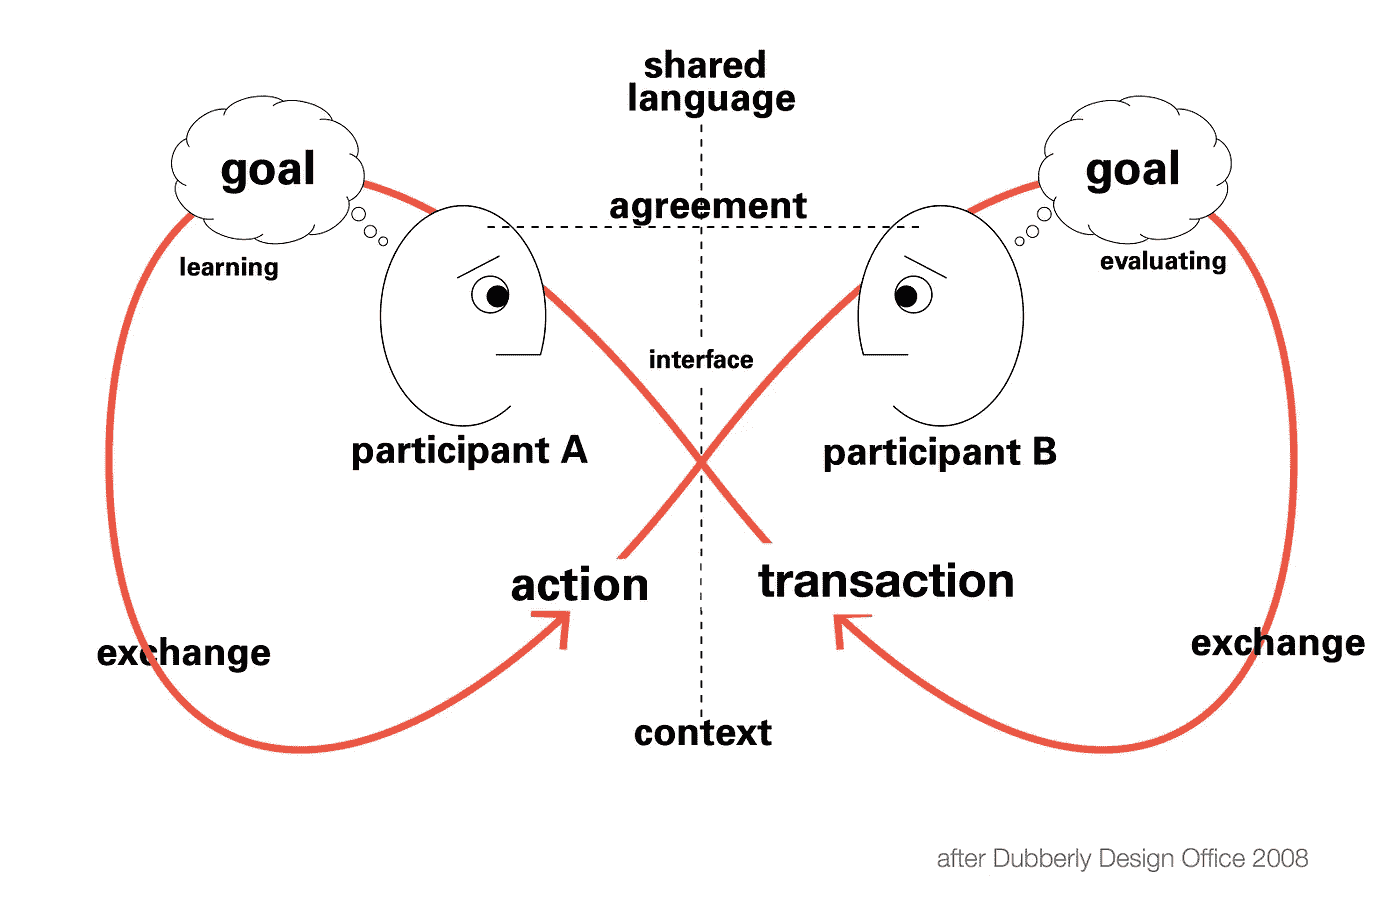 shared
language
goal
goal
agreement
learning
evaluating
interface
participant A
participant B
action
transaction
exchange
exchange
context
after Dubberly Design Office 2008